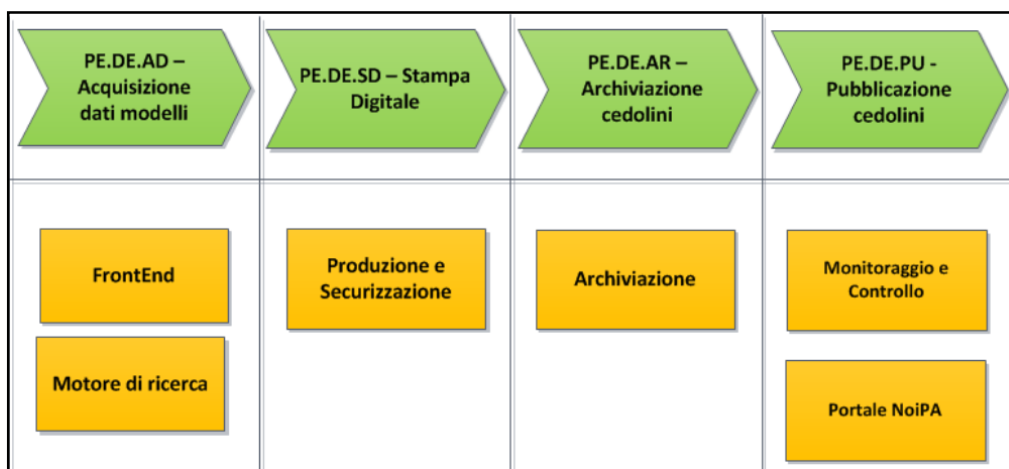 PE.DE.AD –
Acquisizione
dati modelli
PE.DE.SD – Stampa
Digitale
PE.DE.AR –
Archiviazione
cedolini
PE.DE.PU -
Pubblicazione
cedolini
FrontEnd
Motore di ricerca
Produzione e
Securizzazione
Archiviazione
Monitoraggio e
Controllo
Portale NoiPA